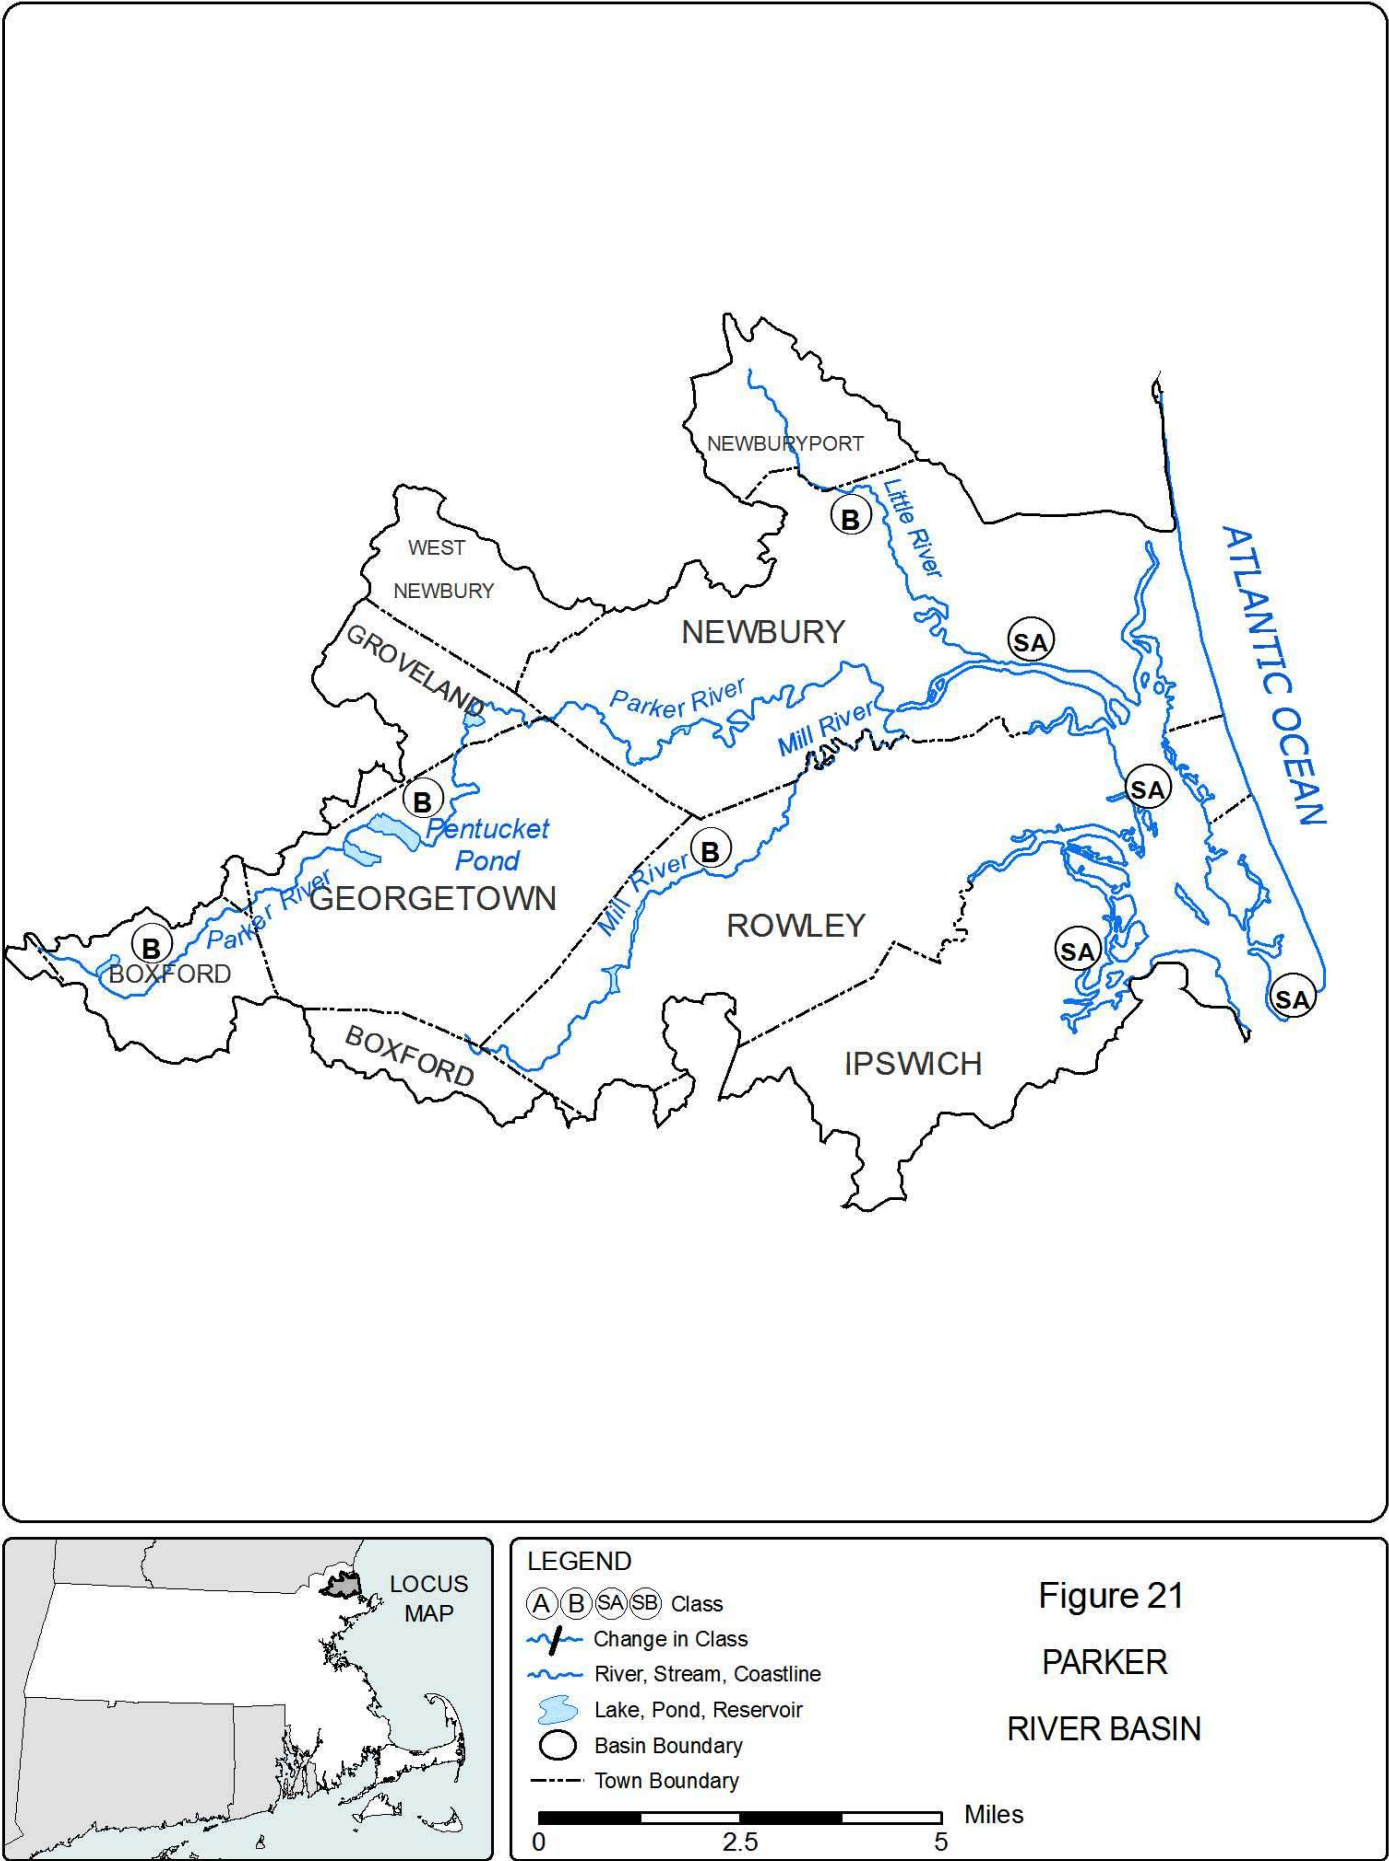 NEWBURYPORT
B
Little River
WEST
NEWBURY
ATLANTIC OCEAN
NEWBURY
SA
GROVELAND
Parker River
Mill River
B
SA
Pentucket
Pond
B
Mill River
Parker River
GEORGETOWN
ROWLEY
B
BOXFORD
SA
SA
BOXFORD
IPSWICH
LOCUS
MAP
LEGEND
A B SA SB Class
Change in Class
River, Stream, Coastline
Lake, Pond, Reservoir
Basin Boundary
Town Boundary
Miles
0 2.5 5
Figure 21
PARKER
RIVER BASIN